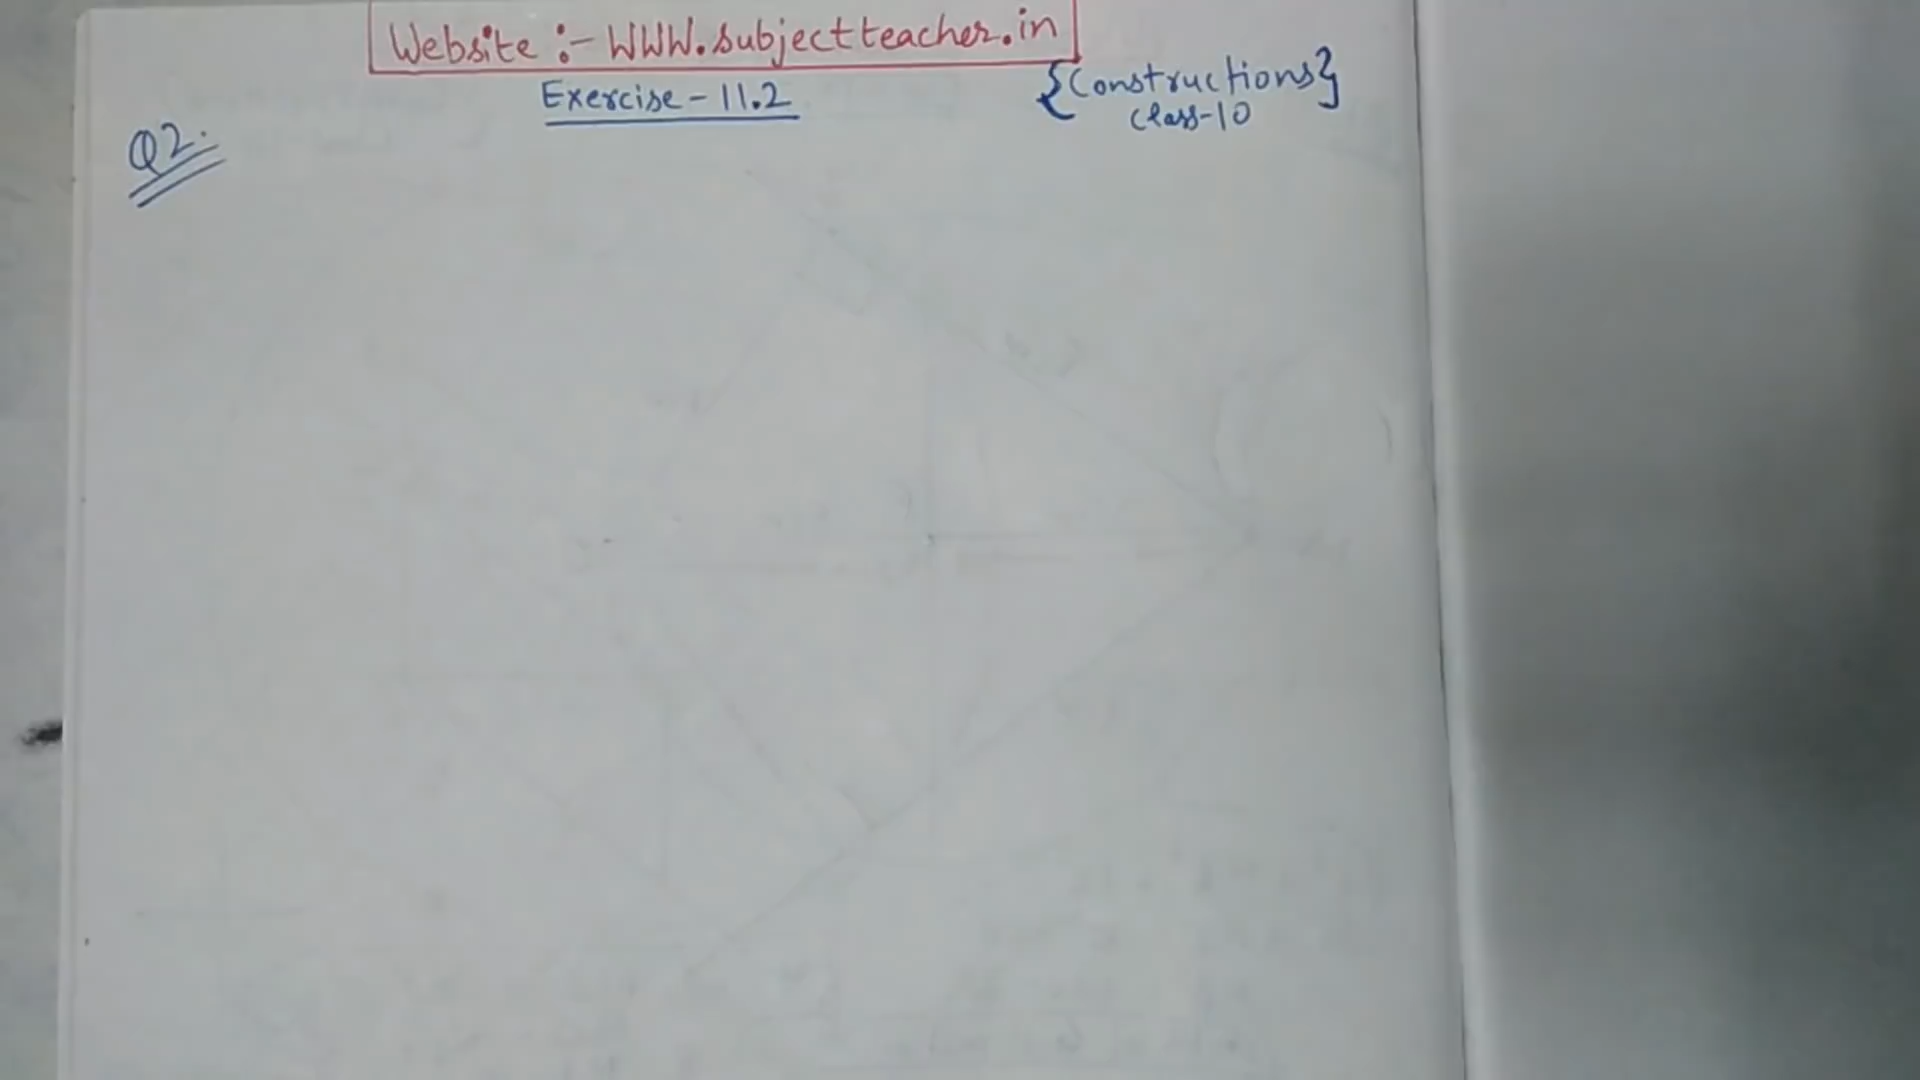 Website :- WWW.subjectteacher.in
Exercise - 11.2
{Constructions}
Class-10
Q2.